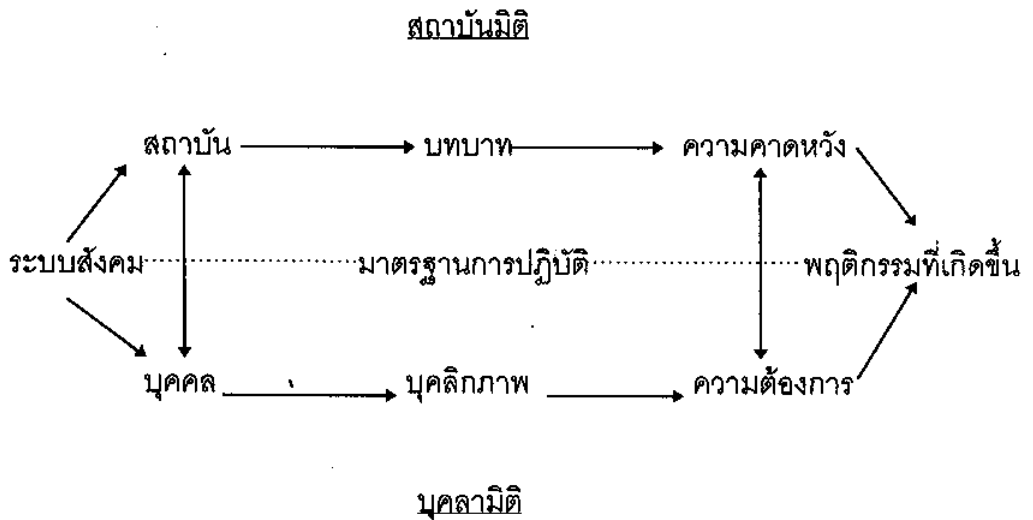 สถาบันมิติ
สถาบัน บทบาท ความคาดหวัง
ระบบสังคม มาตรฐานการปฏิบัติ พฤติกรรมที่เกิดขึ้น
บุคคล บุคลิกภาพ ความต้องการ
บุคลามิติ